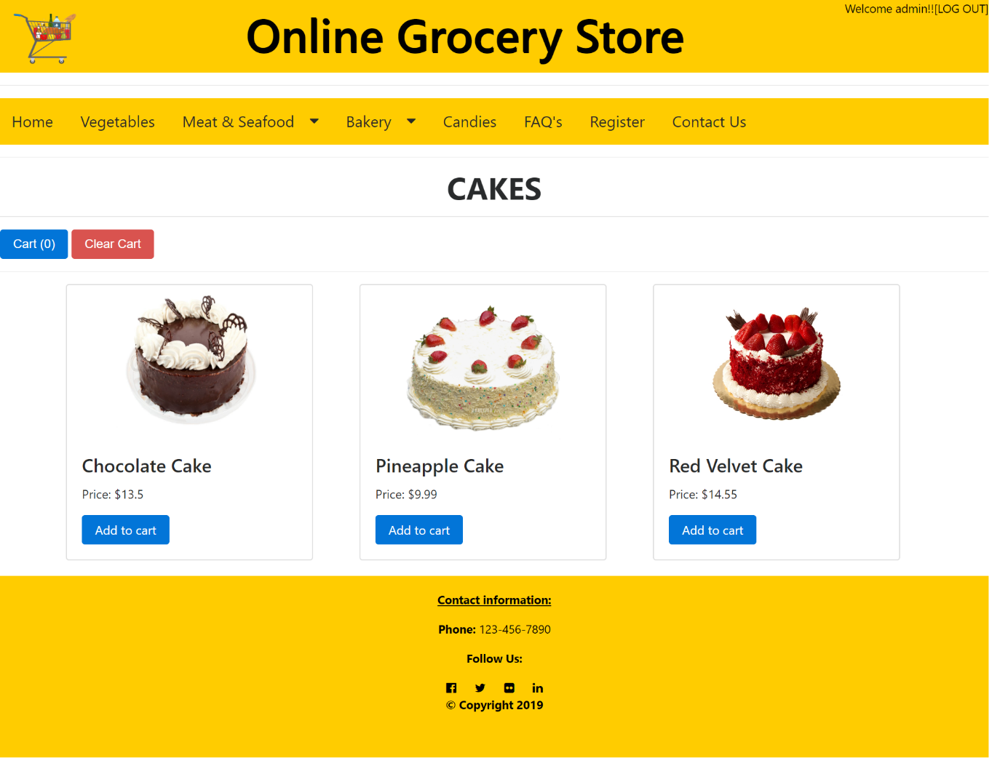 Welcome admin!![LOG OUT]
Online Grocery Store
Home Vegetables Meat & Seafood Bakery Candies FAQ's Register Contact Us
CAKES
Cart (0) Clear Cart
Chocolate Cake
Price: $13.5
Add to cart
Pineapple Cake
Price: $9.99
Add to cart
Red Velvet Cake
Price: $14.55
Add to cart
Contact information:
Phone: 123-456-7890
Follow Us:
© Copyright 2019